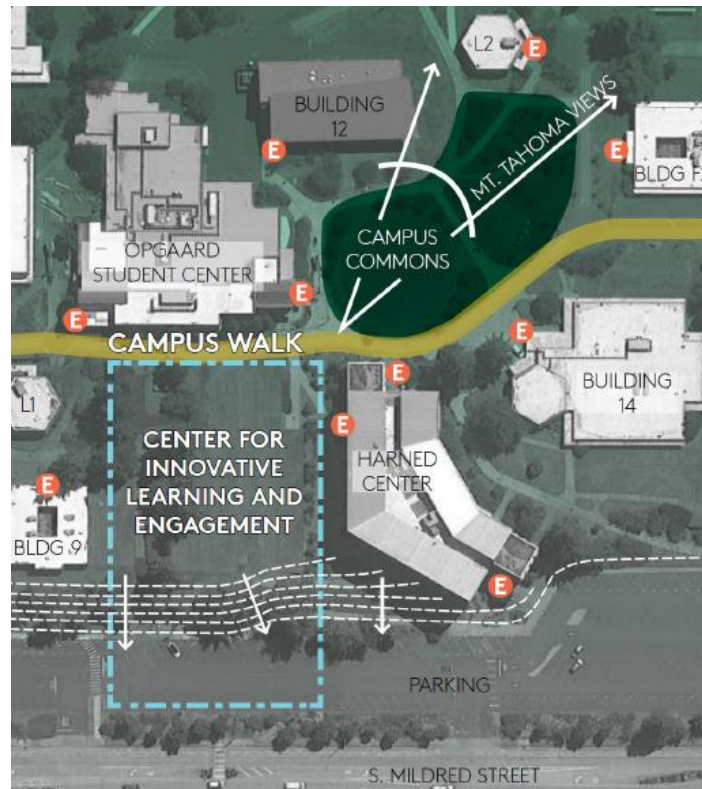 L2
E
BUILDING
12
E
MT. TAHOMA VIEWS
E
BLDG F
CAMPUS
COMMONS
OPGAARD
STUDENT CENTER
E
E
CAMPUS WALK
E
E
L1
BUILDING
14
CENTER FOR
INNOVATIVE
LEARNING AND
ENGAGEMENT
E
HARNED
CENTER
E
BLDG 9
E
PARKING
S. MILDRED STREET